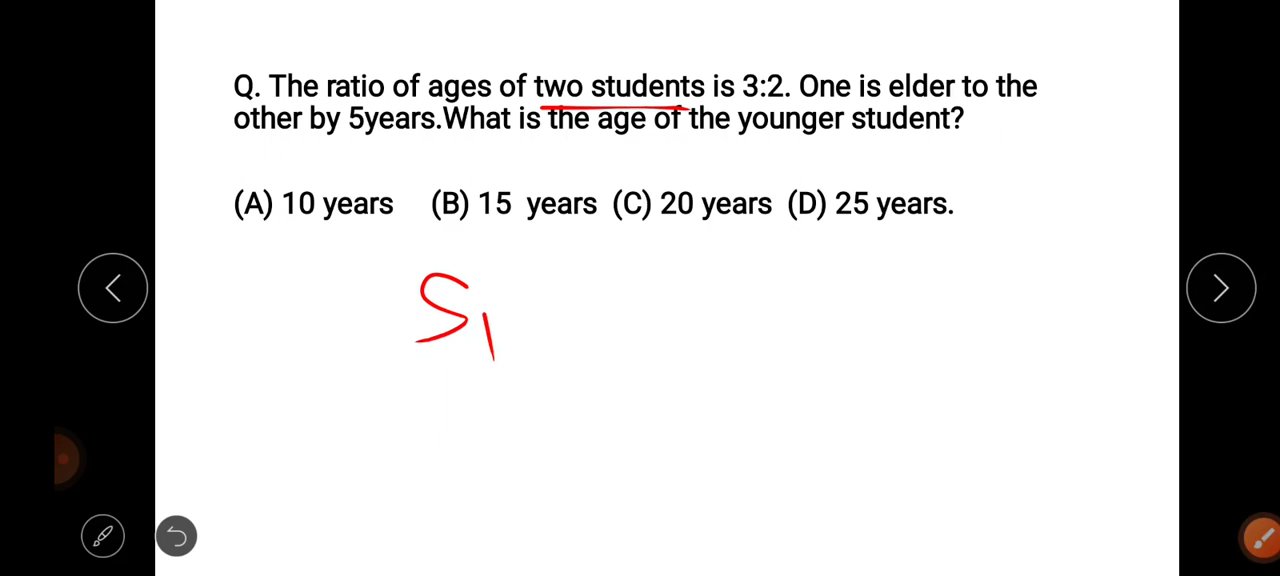 Q. The ratio of ages of two students is 3:2. One is elder to the
other by 5years.What is the age of the younger student?
(A) 10 years (B) 15 years (C) 20 years (D) 25 years.
S1